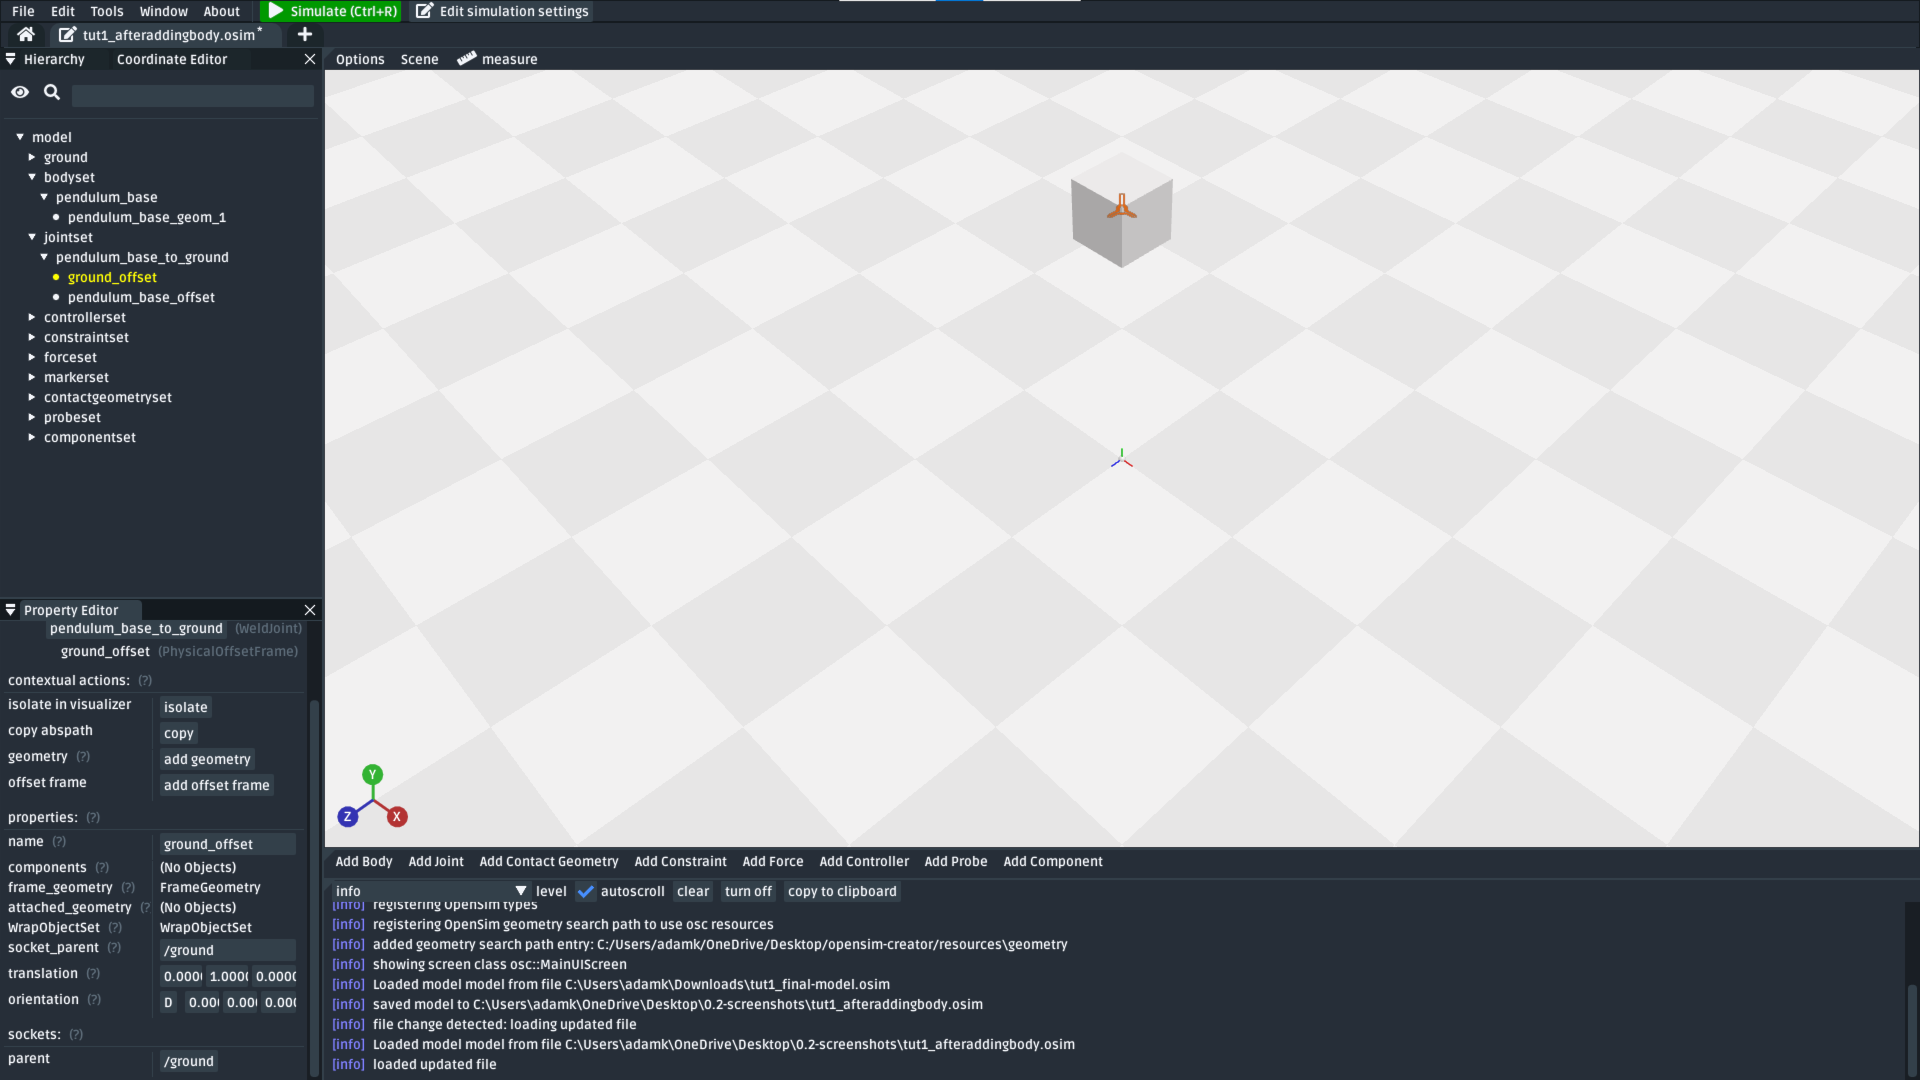 File Edit Tools Window About Simulate (Ctrl+R) Edit simulation settings
tut1_afteraddingbody.osim*
Hierarchy Coordinate Editor
Options Scene measure
model
ground
bodyset
pendulum_base
pendulum_base_geom_1
jointset
pendulum_base_to_ground
ground_offset
pendulum_base_offset
controllerset
constraintset
forceset
markerset
contactgeometryset
probeset
componentset
Property Editor
pendulum_base_to_ground (WeldJoint)
ground_offset (PhysicalOffsetFrame)
contextual actions: (?)
isolate in visualizer isolate
copy abspath copy
geometry (?) add geometry
offset frame add offset frame
properties: (?)
name (?) ground_offset
components (?) (No Objects)
frame_geometry (?) FrameGeometry
attached_geometry (? (No Objects)
WrapObjectSet (?) WrapObjectSet
socket_parent (?) /ground
translation (?) 0.000 1.000 0.000
orientation (?) D 0.00 0.00 0.00
sockets: (?)
parent /ground
Y
Z X
Add Body Add Joint Add Contact Geometry Add Constraint Add Force Add Controller Add Probe Add Component
info level autoscroll clear turn off copy to clipboard
[info] registering OpenSim types
[info] registering OpenSim geometry search path to use osc resources
[info] added geometry search path entry: C:/Users/adamk/OneDrive/Desktop/opensim-creator/resources\geometry
[info] showing screen class osc::MainUIScreen
[info] Loaded model model from file C:\Users\adamk\Downloads\tut1_final-model.osim
[info] saved model to C:\Users\adamk\OneDrive\Desktop\0.2-screenshots\tut1_afteraddingbody.osim
[info] file change detected: loading updated file
[info] Loaded model model from file C:\Users\adamk\OneDrive\Desktop\0.2-screenshots\tut1_afteraddingbody.osim
[info] loaded updated file